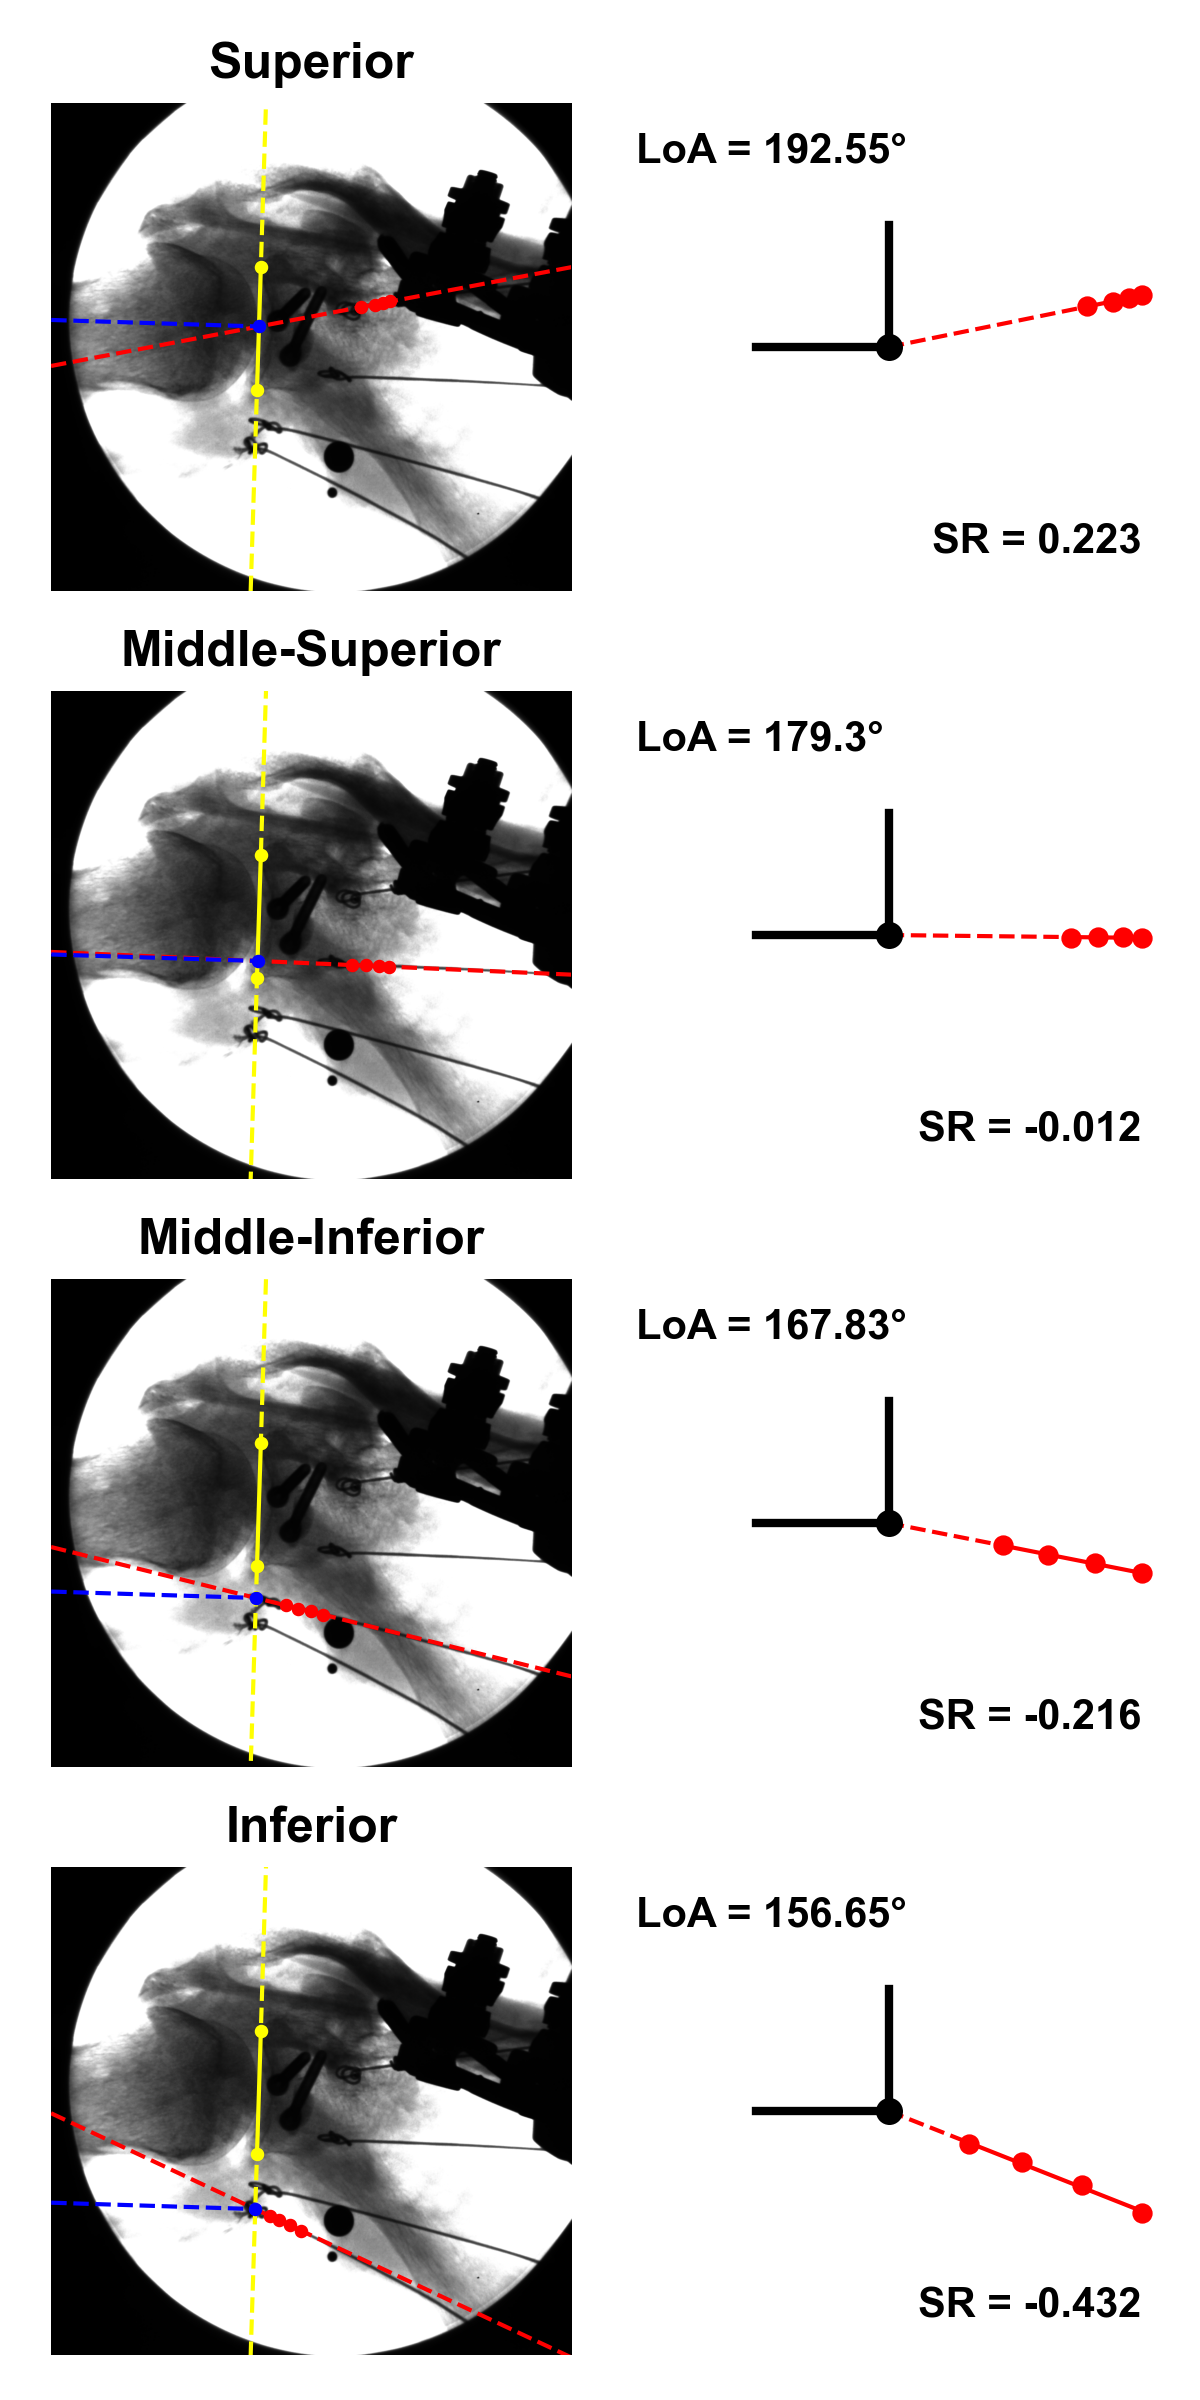 Superior
LoA = 192.55°
SR = 0.223
Middle-Superior
LoA = 179.3°
SR = -0.012
Middle-Inferior
LoA = 167.83°
SR = -0.216
Inferior
LoA = 156.65°
SR = -0.432